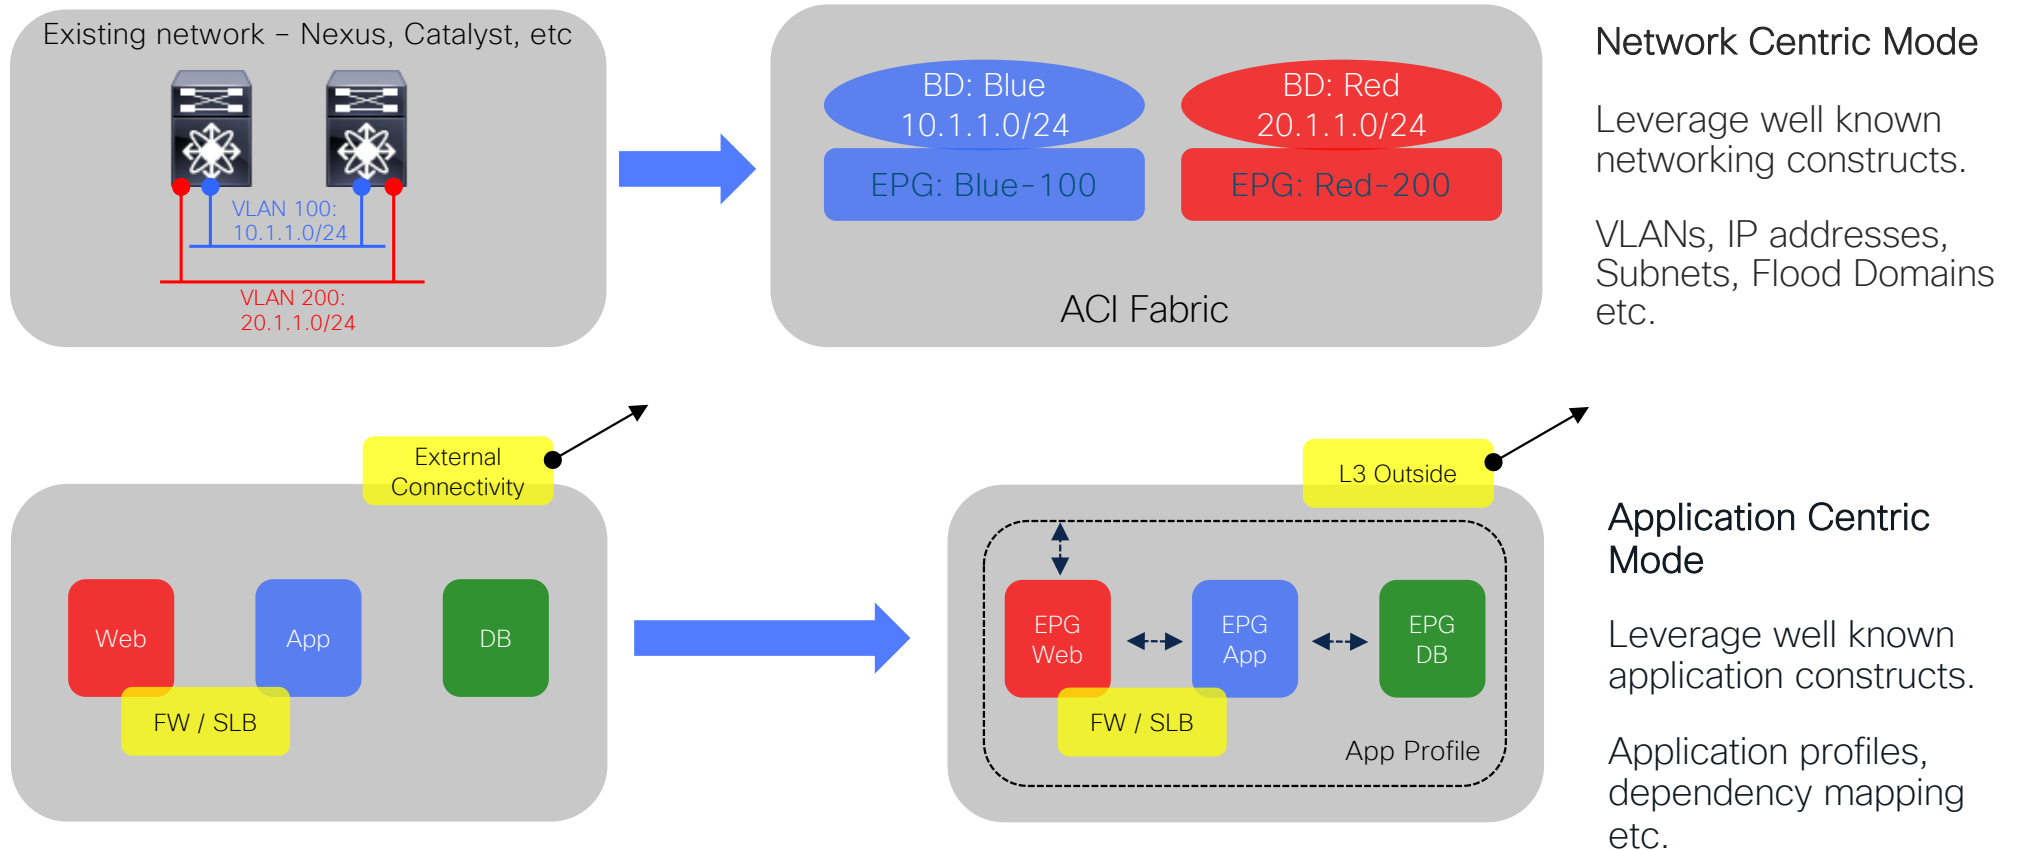 Existing network – Nexus, Catalyst, etc
VLAN 100:
10.1.1.0/24
VLAN 200:
20.1.1.0/24
BD: Blue
10.1.1.0/24
EPG: Blue-100
BD: Red
20.1.1.0/24
EPG: Red-200
ACI Fabric
Network Centric Mode
Leverage well known
networking constructs.
VLANs, IP addresses,
Subnets, Flood Domains
etc.
External
Connectivity
Web
App
DB
FW / SLB
L3 Outside
EPG
Web
EPG
App
EPG
DB
FW / SLB
App Profile
Application Centric
Mode
Leverage well known
application constructs.
Application profiles,
dependency mapping
etc.